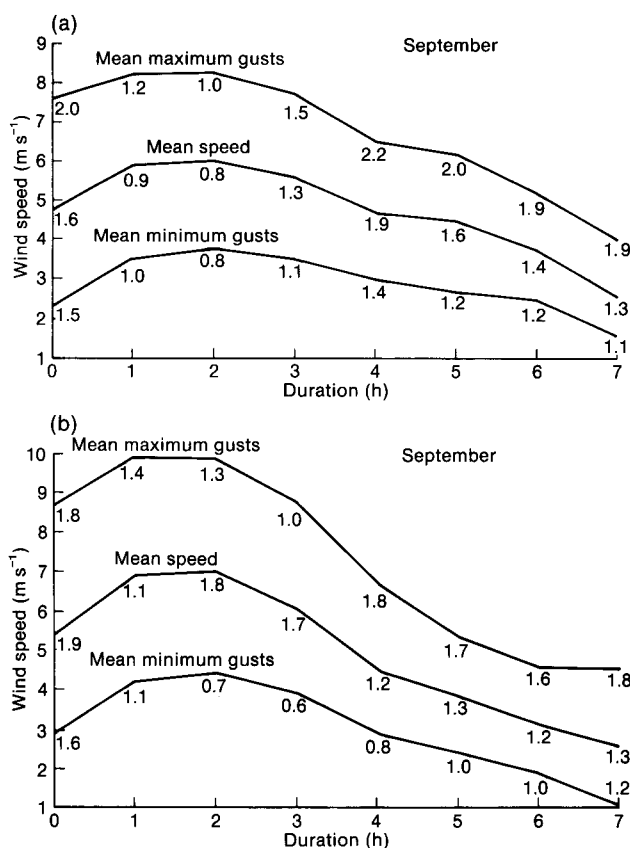 (a)
September
Mean maximum gusts
Mean speed
Mean minimum gusts
Wind speed (m s⁻¹)
9
8
7
6
5
4
3
2
1
2.0 1.2 1.0 1.5 2.2 2.0 1.9 1.9
1.6 0.9 0.8 1.3 1.9 1.6 1.4 1.3
1.5 1.0 0.8 1.1 1.4 1.2 1.2 1.1
0 1 2 3 4 5 6 7
Duration (h)
(b)
September
Mean maximum gusts
Mean speed
Mean minimum gusts
Wind speed (m s⁻¹)
10
9
8
7
6
5
4
3
2
1
1.8 1.4 1.3 1.0 1.8 1.7 1.6 1.8
1.9 1.1 1.8 1.7 1.2 1.3 1.2 1.3
1.6 1.1 0.7 0.6 0.8 1.0 1.0 1.2
0 1 2 3 4 5 6 7
Duration (h)